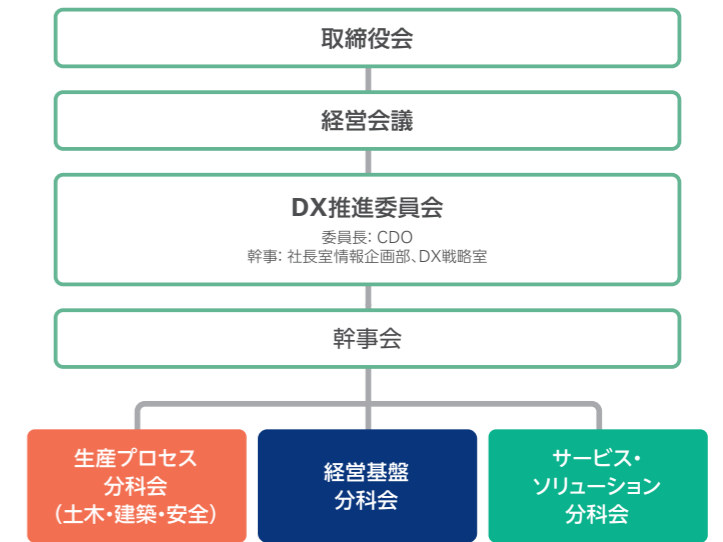 取締役会
経営会議
DX推進委員会
委員長: CDO
幹事: 社長室情報企画部、DX戦略室
幹事会
生産プロセス
分科会
(土木・建築・安全)
経営基盤
分科会
サービス・
ソリューション
分科会